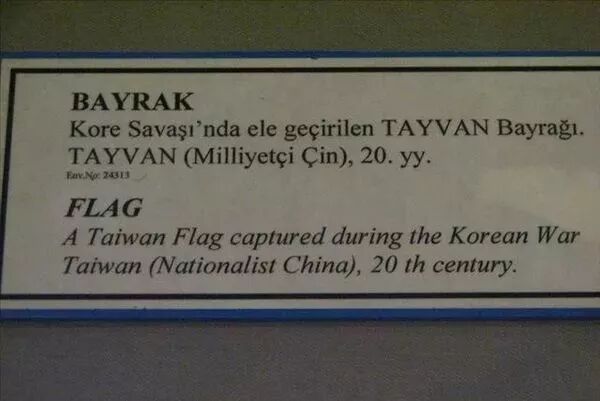 BAYRAK
Kore Savaşı'nda ele geçirilen TAYVAN Bayrağı.
TAYVAN (Milliyetçi Çin), 20. yy.
Env.No: 24313
FLAG
A Taiwan Flag captured during the Korean War
Taiwan (Nationalist China), 20 th century.